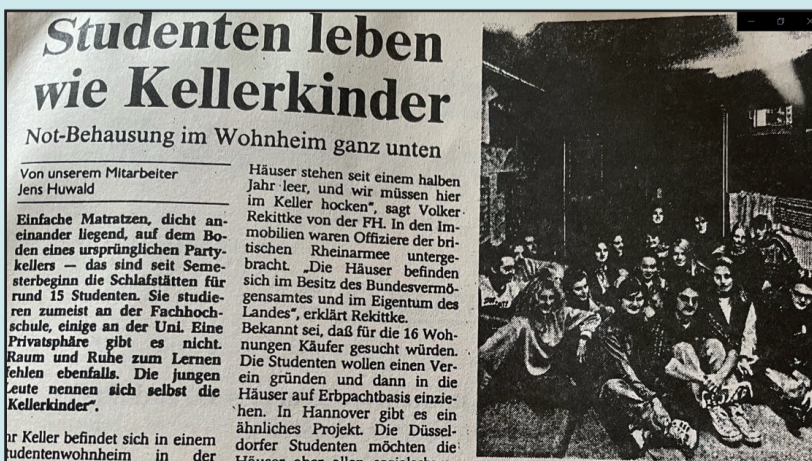 Studenten leben
wie Kellerkinder
Not-Behausung im Wohnheim ganz unten
Von unserem Mitarbeiter
Jens Huwald
Einfache Matratzen, dicht an-
einander liegend, auf dem Bo-
den eines ursprünglichen Party-
kellers — das sind seit Seme-
sterbeginn die Schlafstätten für
rund 15 Studenten. Sie studie-
ren zumeist an der Fachhoch-
schule, einige an der Uni. Eine
Privatsphäre gibt es nicht.
Raum und Ruhe zum Lernen
fehlen ebenfalls. Die jungen
Leute nennen sich selbst die
„Kellerkinder“.
hr Keller befindet sich in einem
tudentenwohnheim in der
Häuser stehen seit einem halben
Jahr leer, und wir müssen hier
im Keller hocken“, sagt Volker
Rekittke von der FH. In den Im-
mobilien waren Offiziere der bri-
tischen Rheinarmee unterge-
bracht. „Die Häuser befinden
sich im Besitz des Bundesvermö-
gensamtes und im Eigentum des
Landes“, erklärt Rekittke.
Bekannt sei, daß für die 16 Woh-
nungen Käufer gesucht würden.
Die Studenten wollen einen Ver-
ein gründen und dann in die
Häuser auf Erbpachtbasis einzie-
hen. In Hannover gibt es ein
ähnliches Projekt. Die Düssel-
dorfer Studenten möchten die
Häuser aber allen